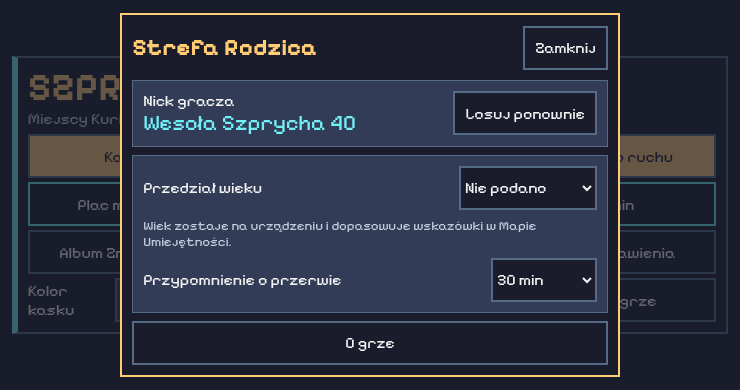 Strefa Rodzica
Zamknij
Nick gracza
Wesoła Szprycha 40
Losuj ponownie
Przedział wieku
Nie podano
Wiek zostaje na urządzeniu i dopasowuje wskazówki w Mapie
Umiejętności.
Przypomnienie o przerwie
30 min
O grze
SZPR
Miejscy Kuri
Ko
o ruchu
Plac m
in
Album Zn
awienia
Kolor
kasku
grze